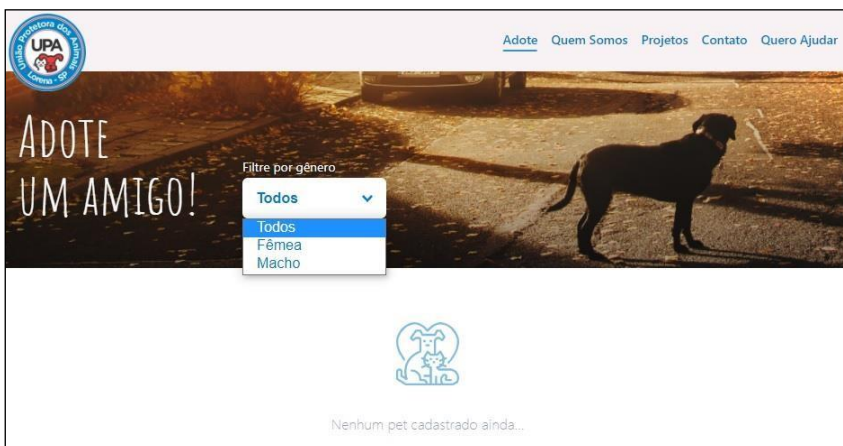 União Protetora dos Animais
UPA
Lorena - SP
Adote Quem Somos Projetos Contato Quero Ajudar
ADOTE
UM AMIGO!
Filtre por gênero
Todos
Todos
Fêmea
Macho
Nenhum pet cadastrado ainda...